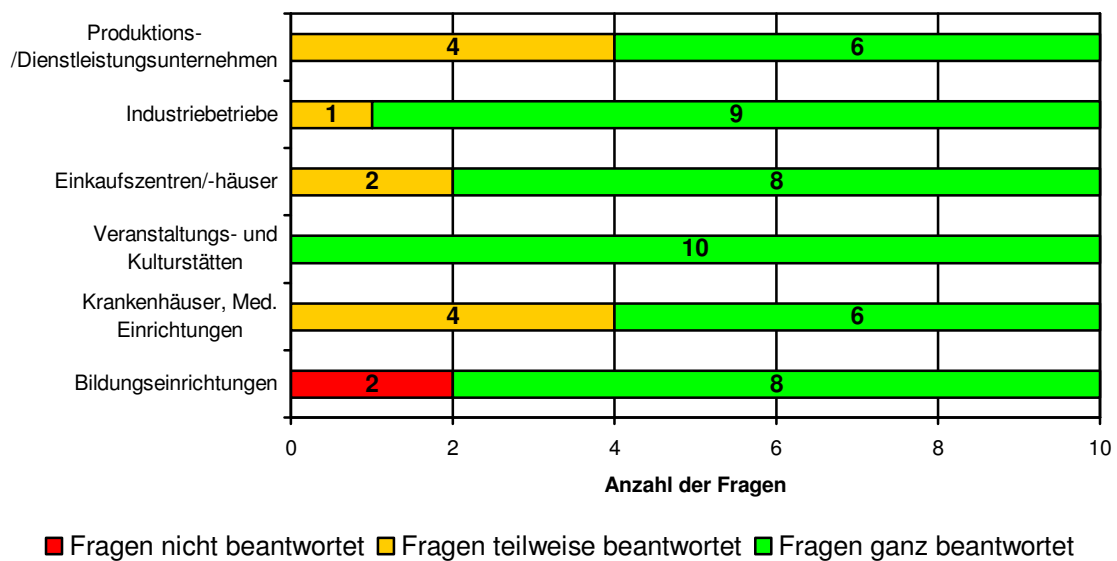 Produktions-
/Dienstleistungsunternehmen
4 6
Industriebetriebe
1 9
Einkaufszentren/-häuser
2 8
Veranstaltungs- und
Kulturstätten
10
Krankenhäuser, Med.
Einrichtungen
4 6
Bildungseinrichtungen
2 8
0 2 4 6 8 10
Anzahl der Fragen
Fragen nicht beantwortet Fragen teilweise beantwortet Fragen ganz beantwortet